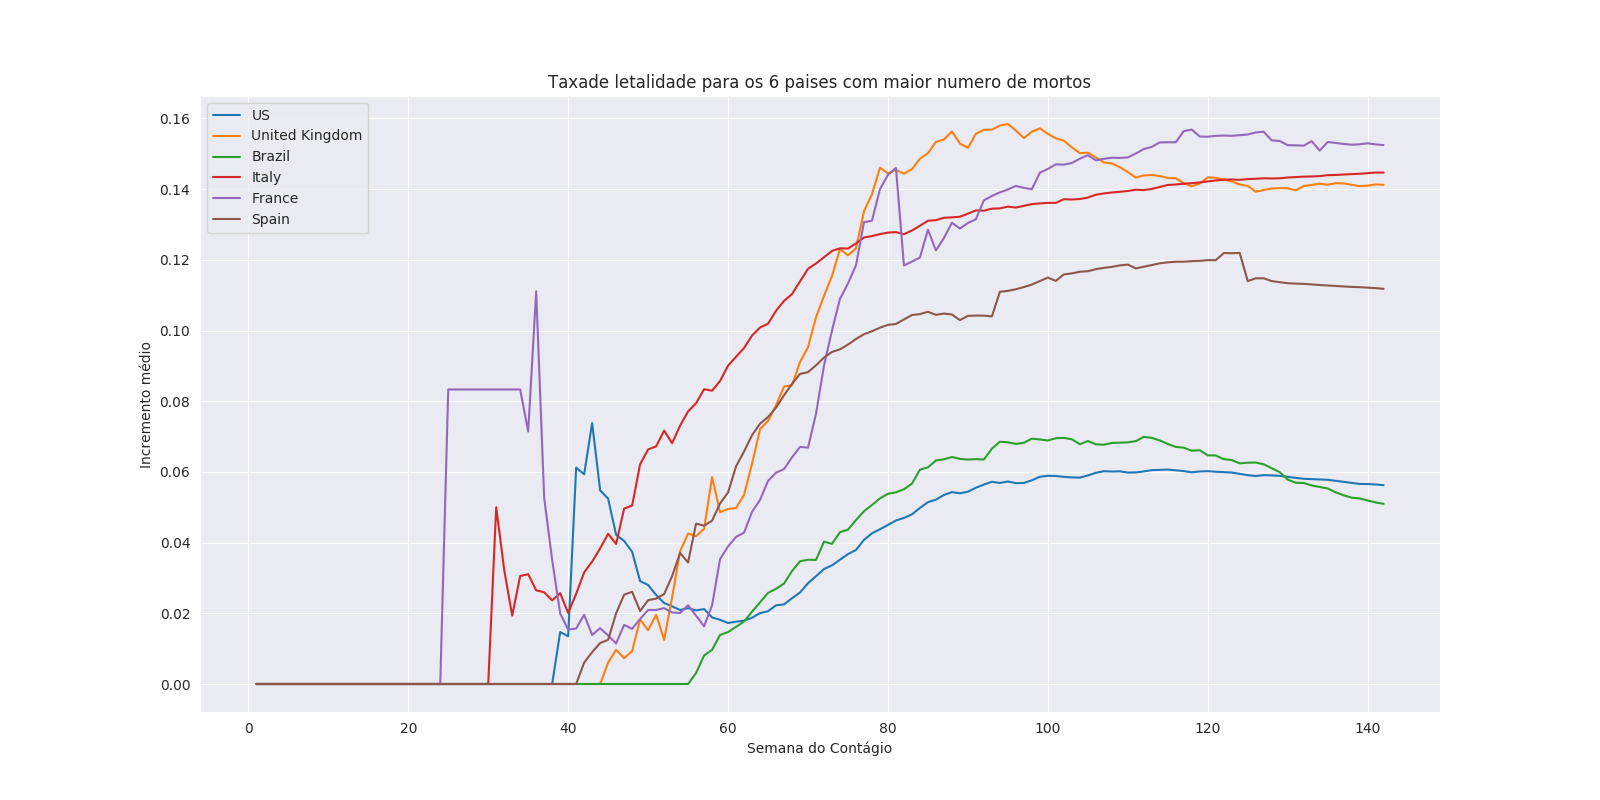 Taxade letalidade para os 6 paises com maior numero de mortos
US
United Kingdom
Brazil
Italy
France
Spain
Incremento médio
0.16
0.14
0.12
0.10
0.08
0.06
0.04
0.02
0.00
0 20 40 60 80 100 120 140
Semana do Contágio